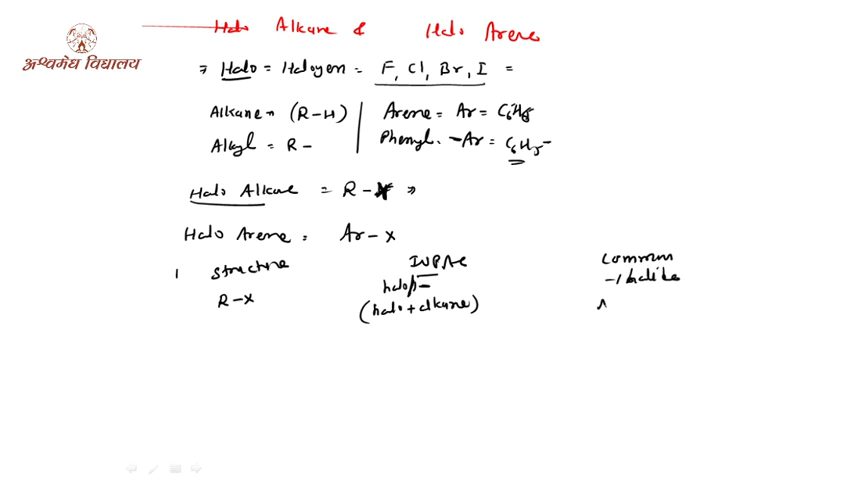 Halo Alkane & Halo Arene
अश्वमेध विद्यालय
⇒ Halo = Halogen = F, Cl, Br, I =
Alkane = (R-H) | Arene = Ar = C6H6
Alkyl = R - | Phenyl. -Ar = C6H5-
Halo Alkane = R-X ⇒
Halo Arene = Ar-X
1 Structure IUPAC Common
halo - -/halide
R-X (halo+alkane)